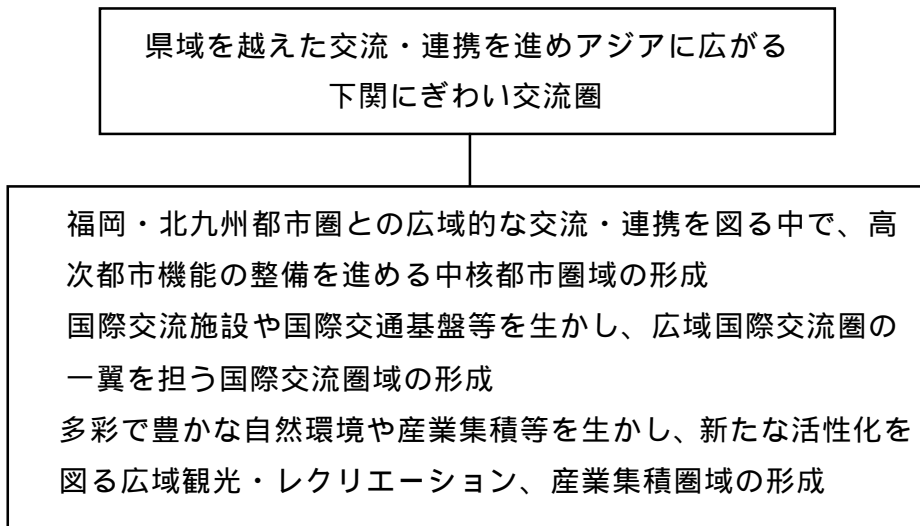 県域を越えた交流・連携を進めアジアに広がる
下関にぎわい交流圏
福岡・北九州都市圏との広域的な交流・連携を図る中で、高
次都市機能の整備を進める中核都市圏域の形成
国際交流施設や国際交通基盤等を生かし、広域国際交流圏の
一翼を担う国際交流圏域の形成
多彩で豊かな自然環境や産業集積等を生かし、新たな活性化を
図る広域観光・レクリエーション、産業集積圏域の形成